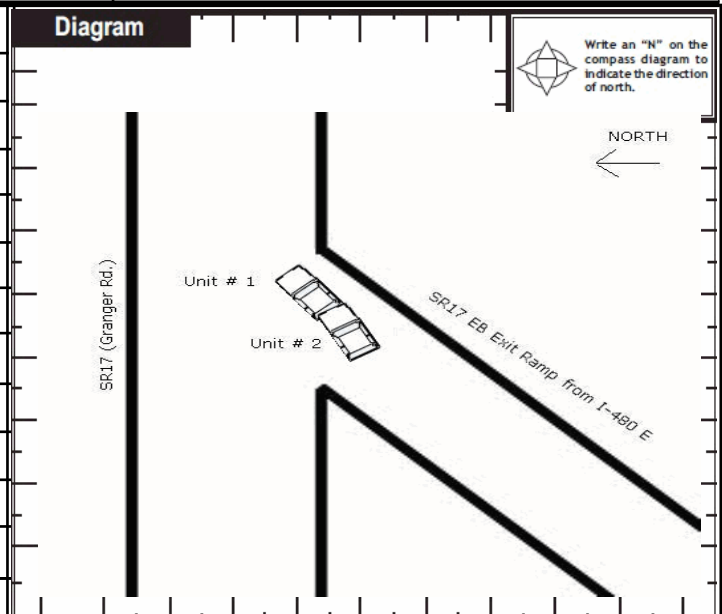 Diagram
Write an “N” on the
compass diagram to
indicate the direction
of north.
NORTH
SR17 (Granger Rd.)
Unit # 1
Unit # 2
SR17 EB Exit Ramp from I-480 E